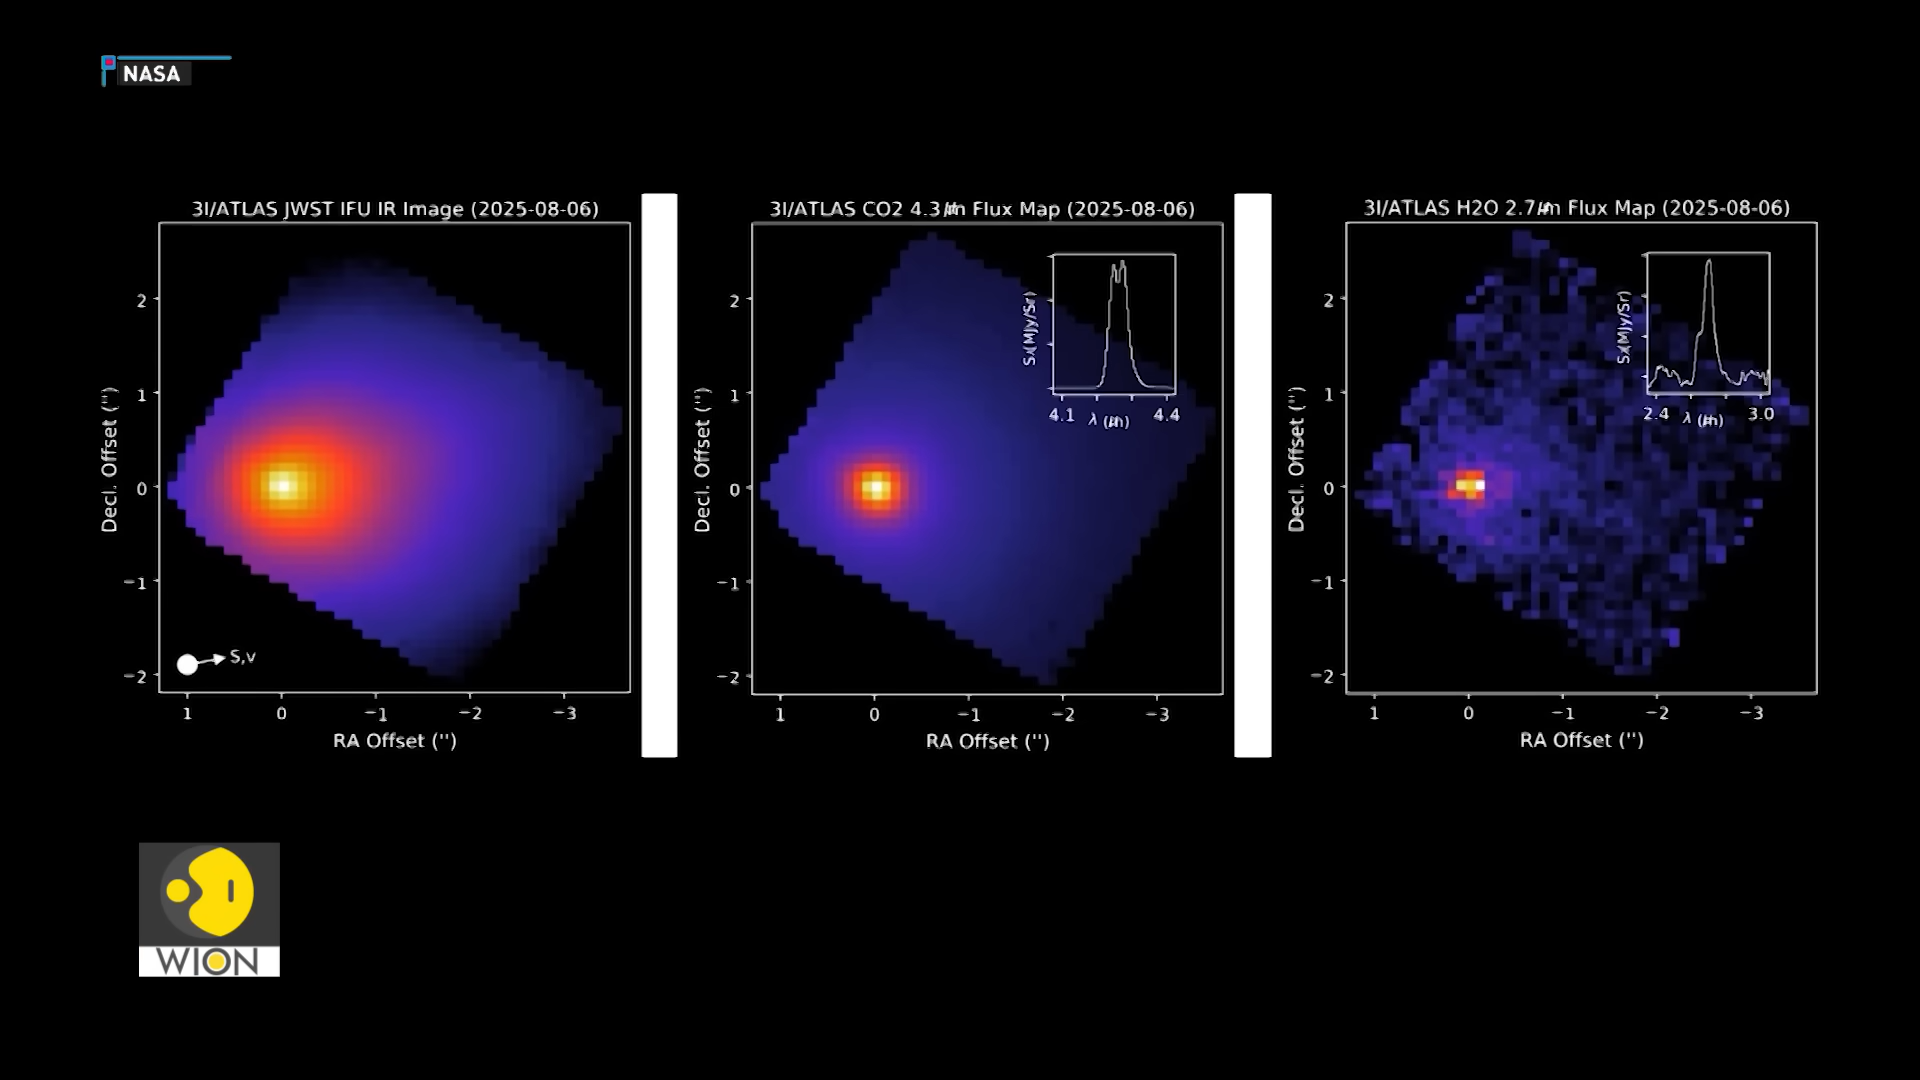 NASA
3I/ATLAS JWST IFU IR Image (2025-08-06)
Decl. Offset ('')
2
1
0
−1
−2
S,v
1 0 −1 −2 −3
RA Offset ('')
3I/ATLAS CO2 4.3μm Flux Map (2025-08-06)
Decl. Offset ('')
2
1
0
−1
−2
Sλ(MJy/Sr)
4.1 4.4
λ (μm)
1 0 −1 −2 −3
RA Offset ('')
3I/ATLAS H2O 2.7μm Flux Map (2025-08-06)
Decl. Offset ('')
2
1
0
−1
−2
Sλ(MJy/Sr)
2.4 3.0
λ (μm)
1 0 −1 −2 −3
RA Offset ('')
WION